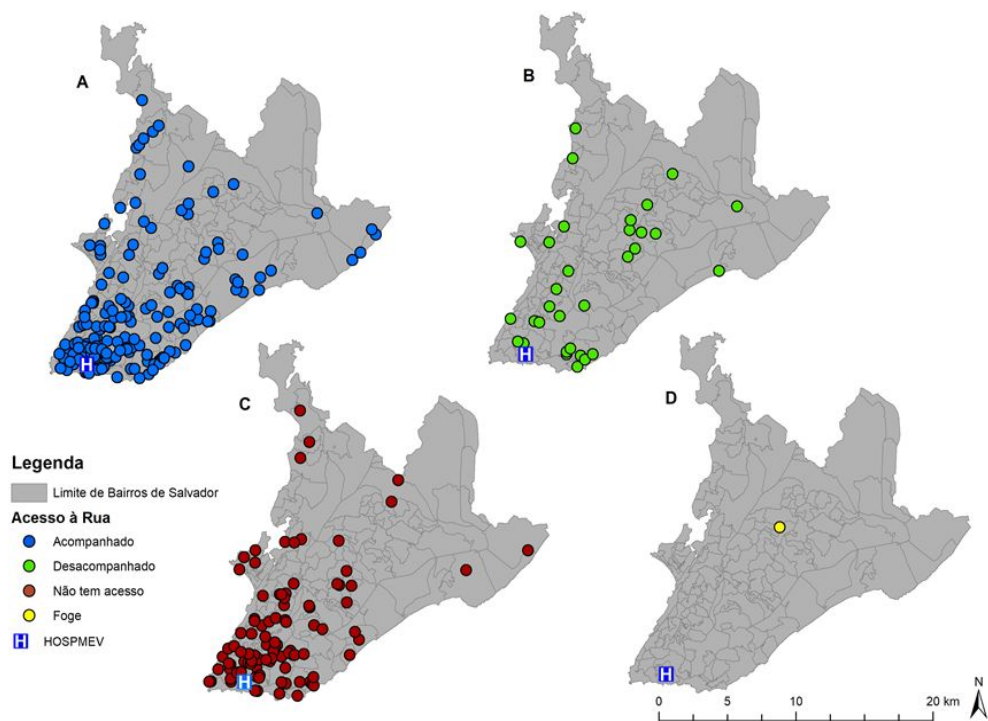 A
B
C
D
H
H
H
Legenda
Limite de Bairros de Salvador
Acesso à Rua
Acompanhado
Desacompanhado
Não tem acesso
Foge
H HOSPMEV
N
0 5 10 20 km